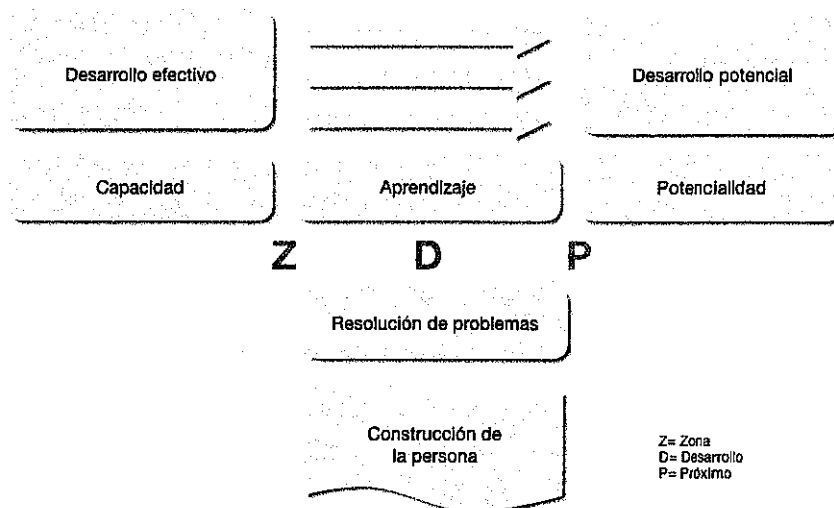 Desarrollo efectivo
Desarrollo potencial
Capacidad
Aprendizaje
Potencialidad
Z D P
Resolución de problemas
Construcción de
la persona
Z= Zona
D= Desarrollo
P= Próximo